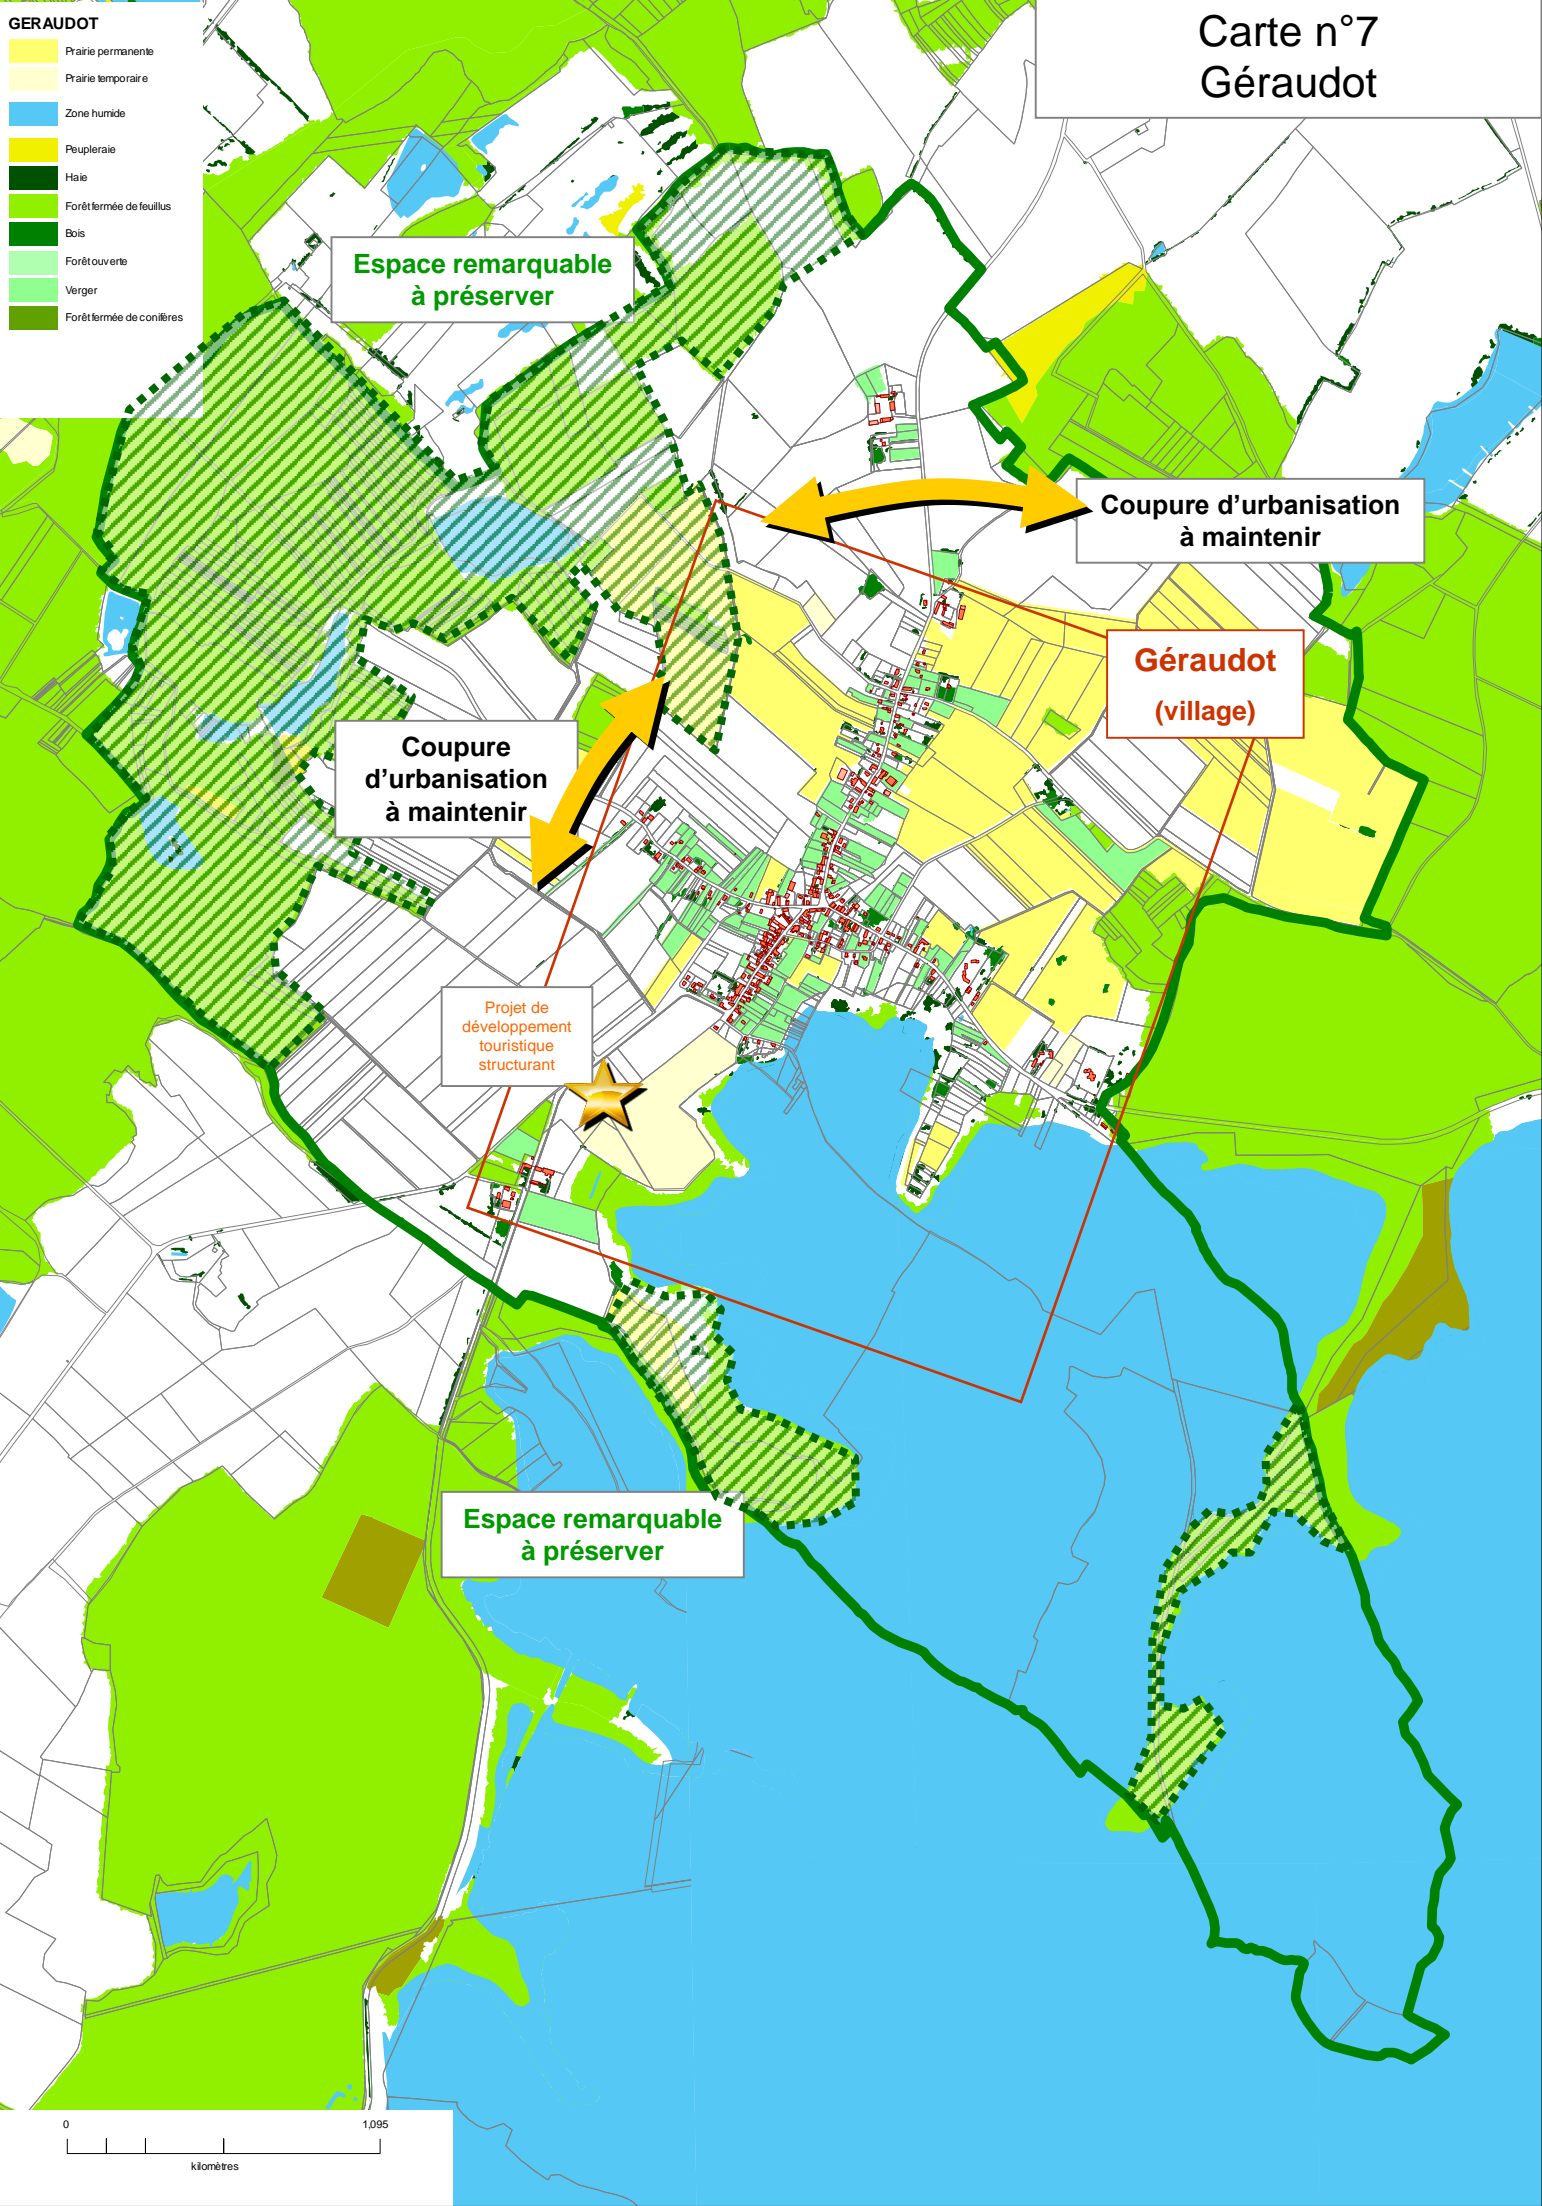 GERAUDOT
Prairie permanente
Prairie temporaire
Zone humide
Peupleraie
Haie
Forêt fermée de feuillus
Bois
Forêt ouverte
Verger
Forêt fermée de conifères
Carte n°7
Géraudot
Espace remarquable
à préserver
Coupure d'urbanisation
à maintenir
Géraudot
(village)
Coupure
d'urbanisation
à maintenir
Projet de
développement
touristique
structurant
Espace remarquable
à préserver
0 1,095
kilomètres